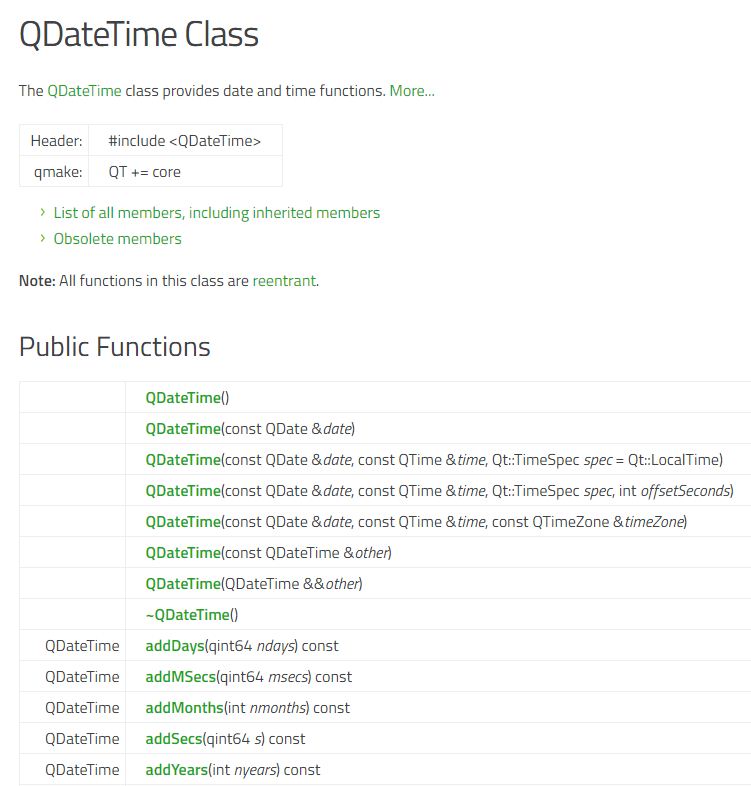 QDateTime Class
The QDateTime class provides date and time functions. More...
Header: #include <QDateTime>
qmake: QT += core
› List of all members, including inherited members
› Obsolete members
Note: All functions in this class are reentrant.
Public Functions
QDateTime()
QDateTime(const QDate &date)
QDateTime(const QDate &date, const QTime &time, Qt::TimeSpec spec = Qt::LocalTime)
QDateTime(const QDate &date, const QTime &time, Qt::TimeSpec spec, int offsetSeconds)
QDateTime(const QDate &date, const QTime &time, const QTimeZone &timeZone)
QDateTime(const QDateTime &other)
QDateTime(QDateTime &&other)
~QDateTime()
QDateTime addDays(qint64 ndays) const
QDateTime addMSecs(qint64 msecs) const
QDateTime addMonths(int nmonths) const
QDateTime addSecs(qint64 s) const
QDateTime addYears(int nyears) const